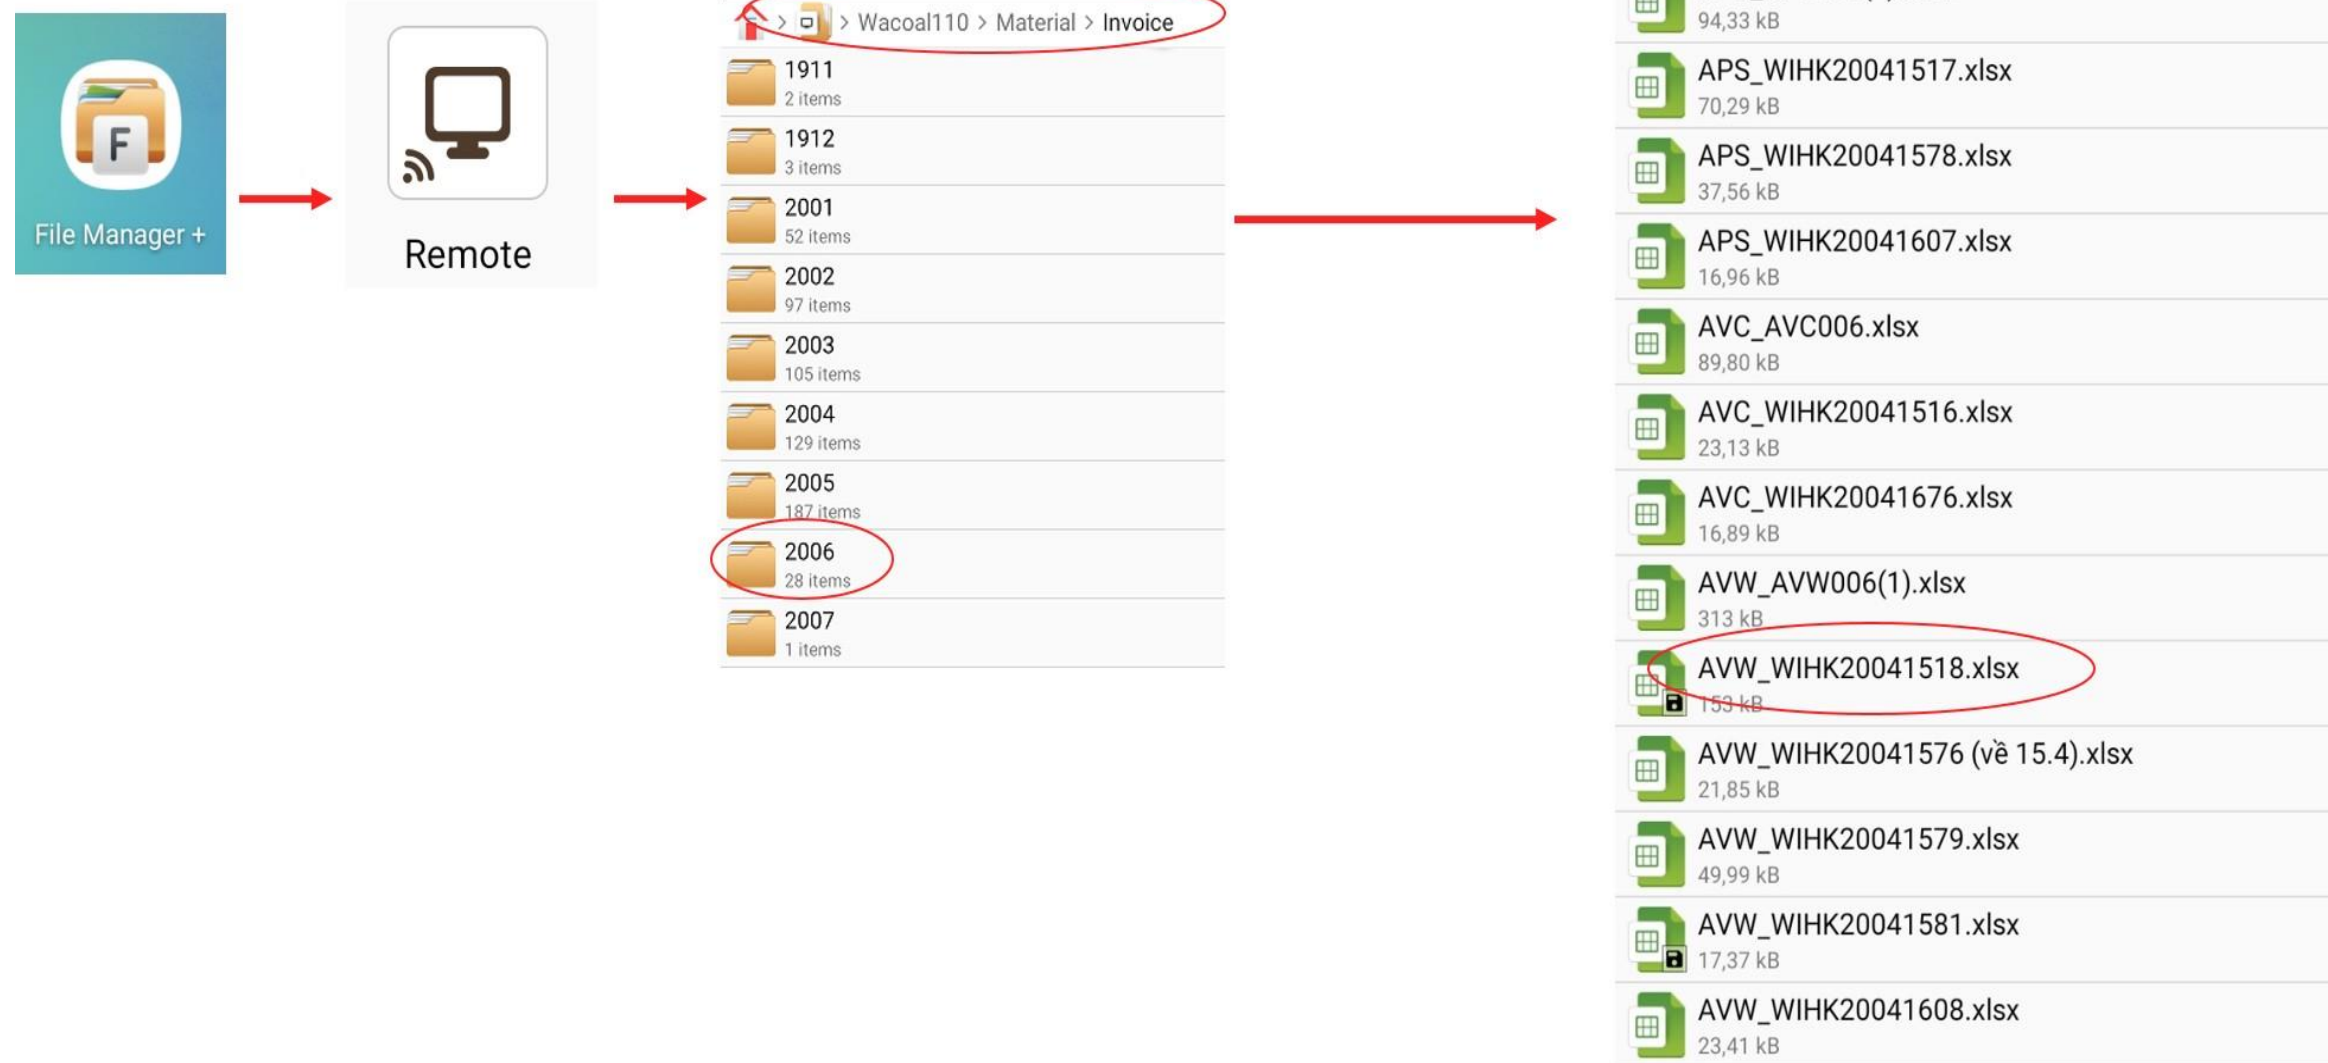 F
File Manager +
Remote
> > Wacoal110 > Material > Invoice
1911
2 items
1912
3 items
2001
52 items
2002
97 items
2003
105 items
2004
129 items
2005
187 items
2006
28 items
2007
1 items
94,33 kB
APS_WIHK20041517.xlsx
70,29 kB
APS_WIHK20041578.xlsx
37,56 kB
APS_WIHK20041607.xlsx
16,96 kB
AVC_AVC006.xlsx
89,80 kB
AVC_WIHK20041516.xlsx
23,13 kB
AVC_WIHK20041676.xlsx
16,89 kB
AVW_AVW006(1).xlsx
313 kB
AVW_WIHK20041518.xlsx
153 kB
AVW_WIHK20041576 (về 15.4).xlsx
21,85 kB
AVW_WIHK20041579.xlsx
49,99 kB
AVW_WIHK20041581.xlsx
17,37 kB
AVW_WIHK20041608.xlsx
23,41 kB